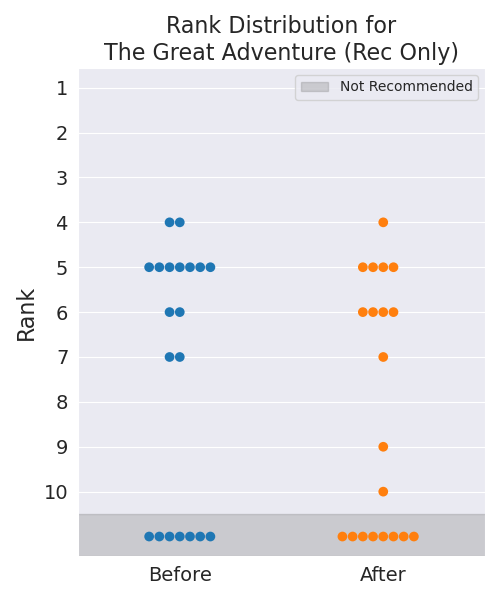 Rank Distribution for
The Great Adventure (Rec Only)
Not Recommended
Rank
1
2
3
4
5
6
7
8
9
10
Before
After